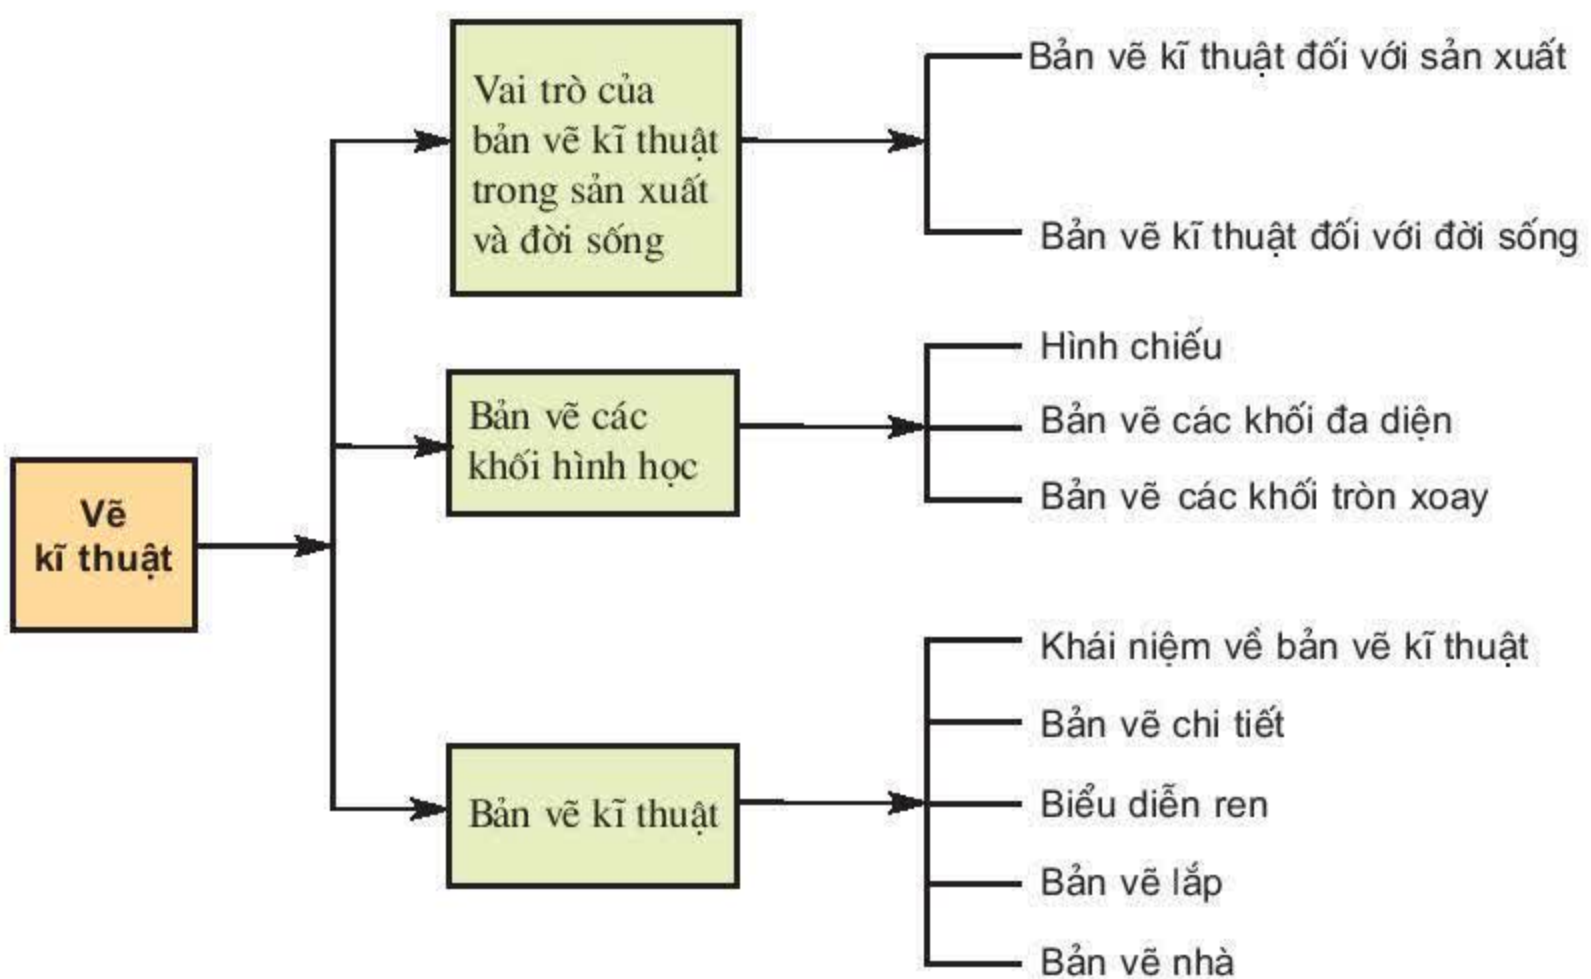 Vẽ
kĩ thuật
Vai trò của
bản vẽ kĩ thuật
trong sản xuất
và đời sống
Bản vẽ kĩ thuật đối với sản xuất
Bản vẽ kĩ thuật đối với đời sống
Bản vẽ các
khối hình học
Hình chiếu
Bản vẽ các khối đa diện
Bản vẽ các khối tròn xoay
Bản vẽ kĩ thuật
Khái niệm về bản vẽ kĩ thuật
Bản vẽ chi tiết
Biểu diễn ren
Bản vẽ lắp
Bản vẽ nhà